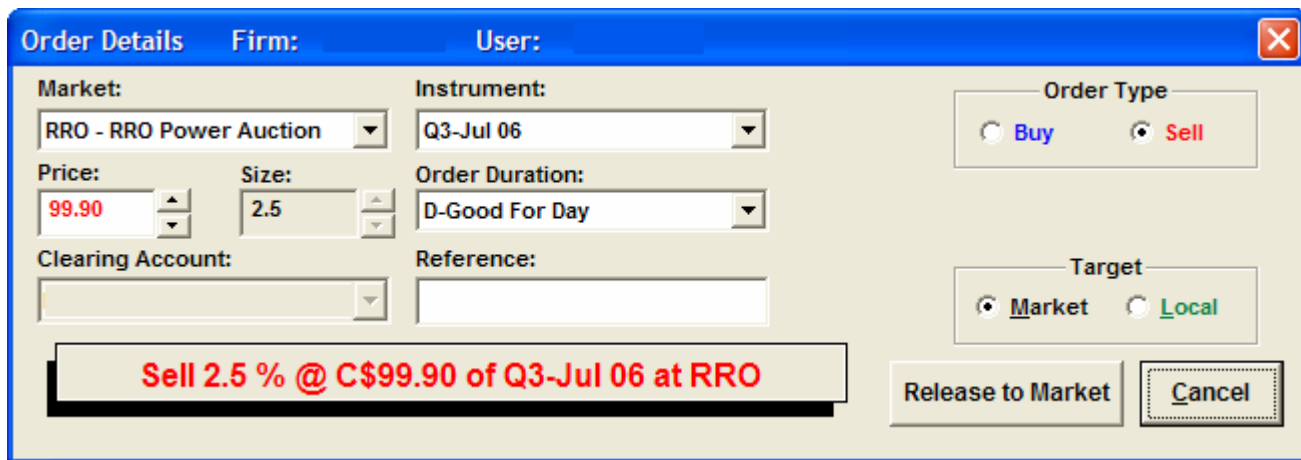 Order Details Firm: User:
Market: Instrument: Order Type
RRO - RRO Power Auction Q3-Jul 06 Buy Sell
Price: Size: Order Duration:
99.90 2.5 D-Good For Day
Clearing Account: Reference: Target
Market Local
Sell 2.5 % @ C$99.90 of Q3-Jul 06 at RRO
Release to Market Cancel